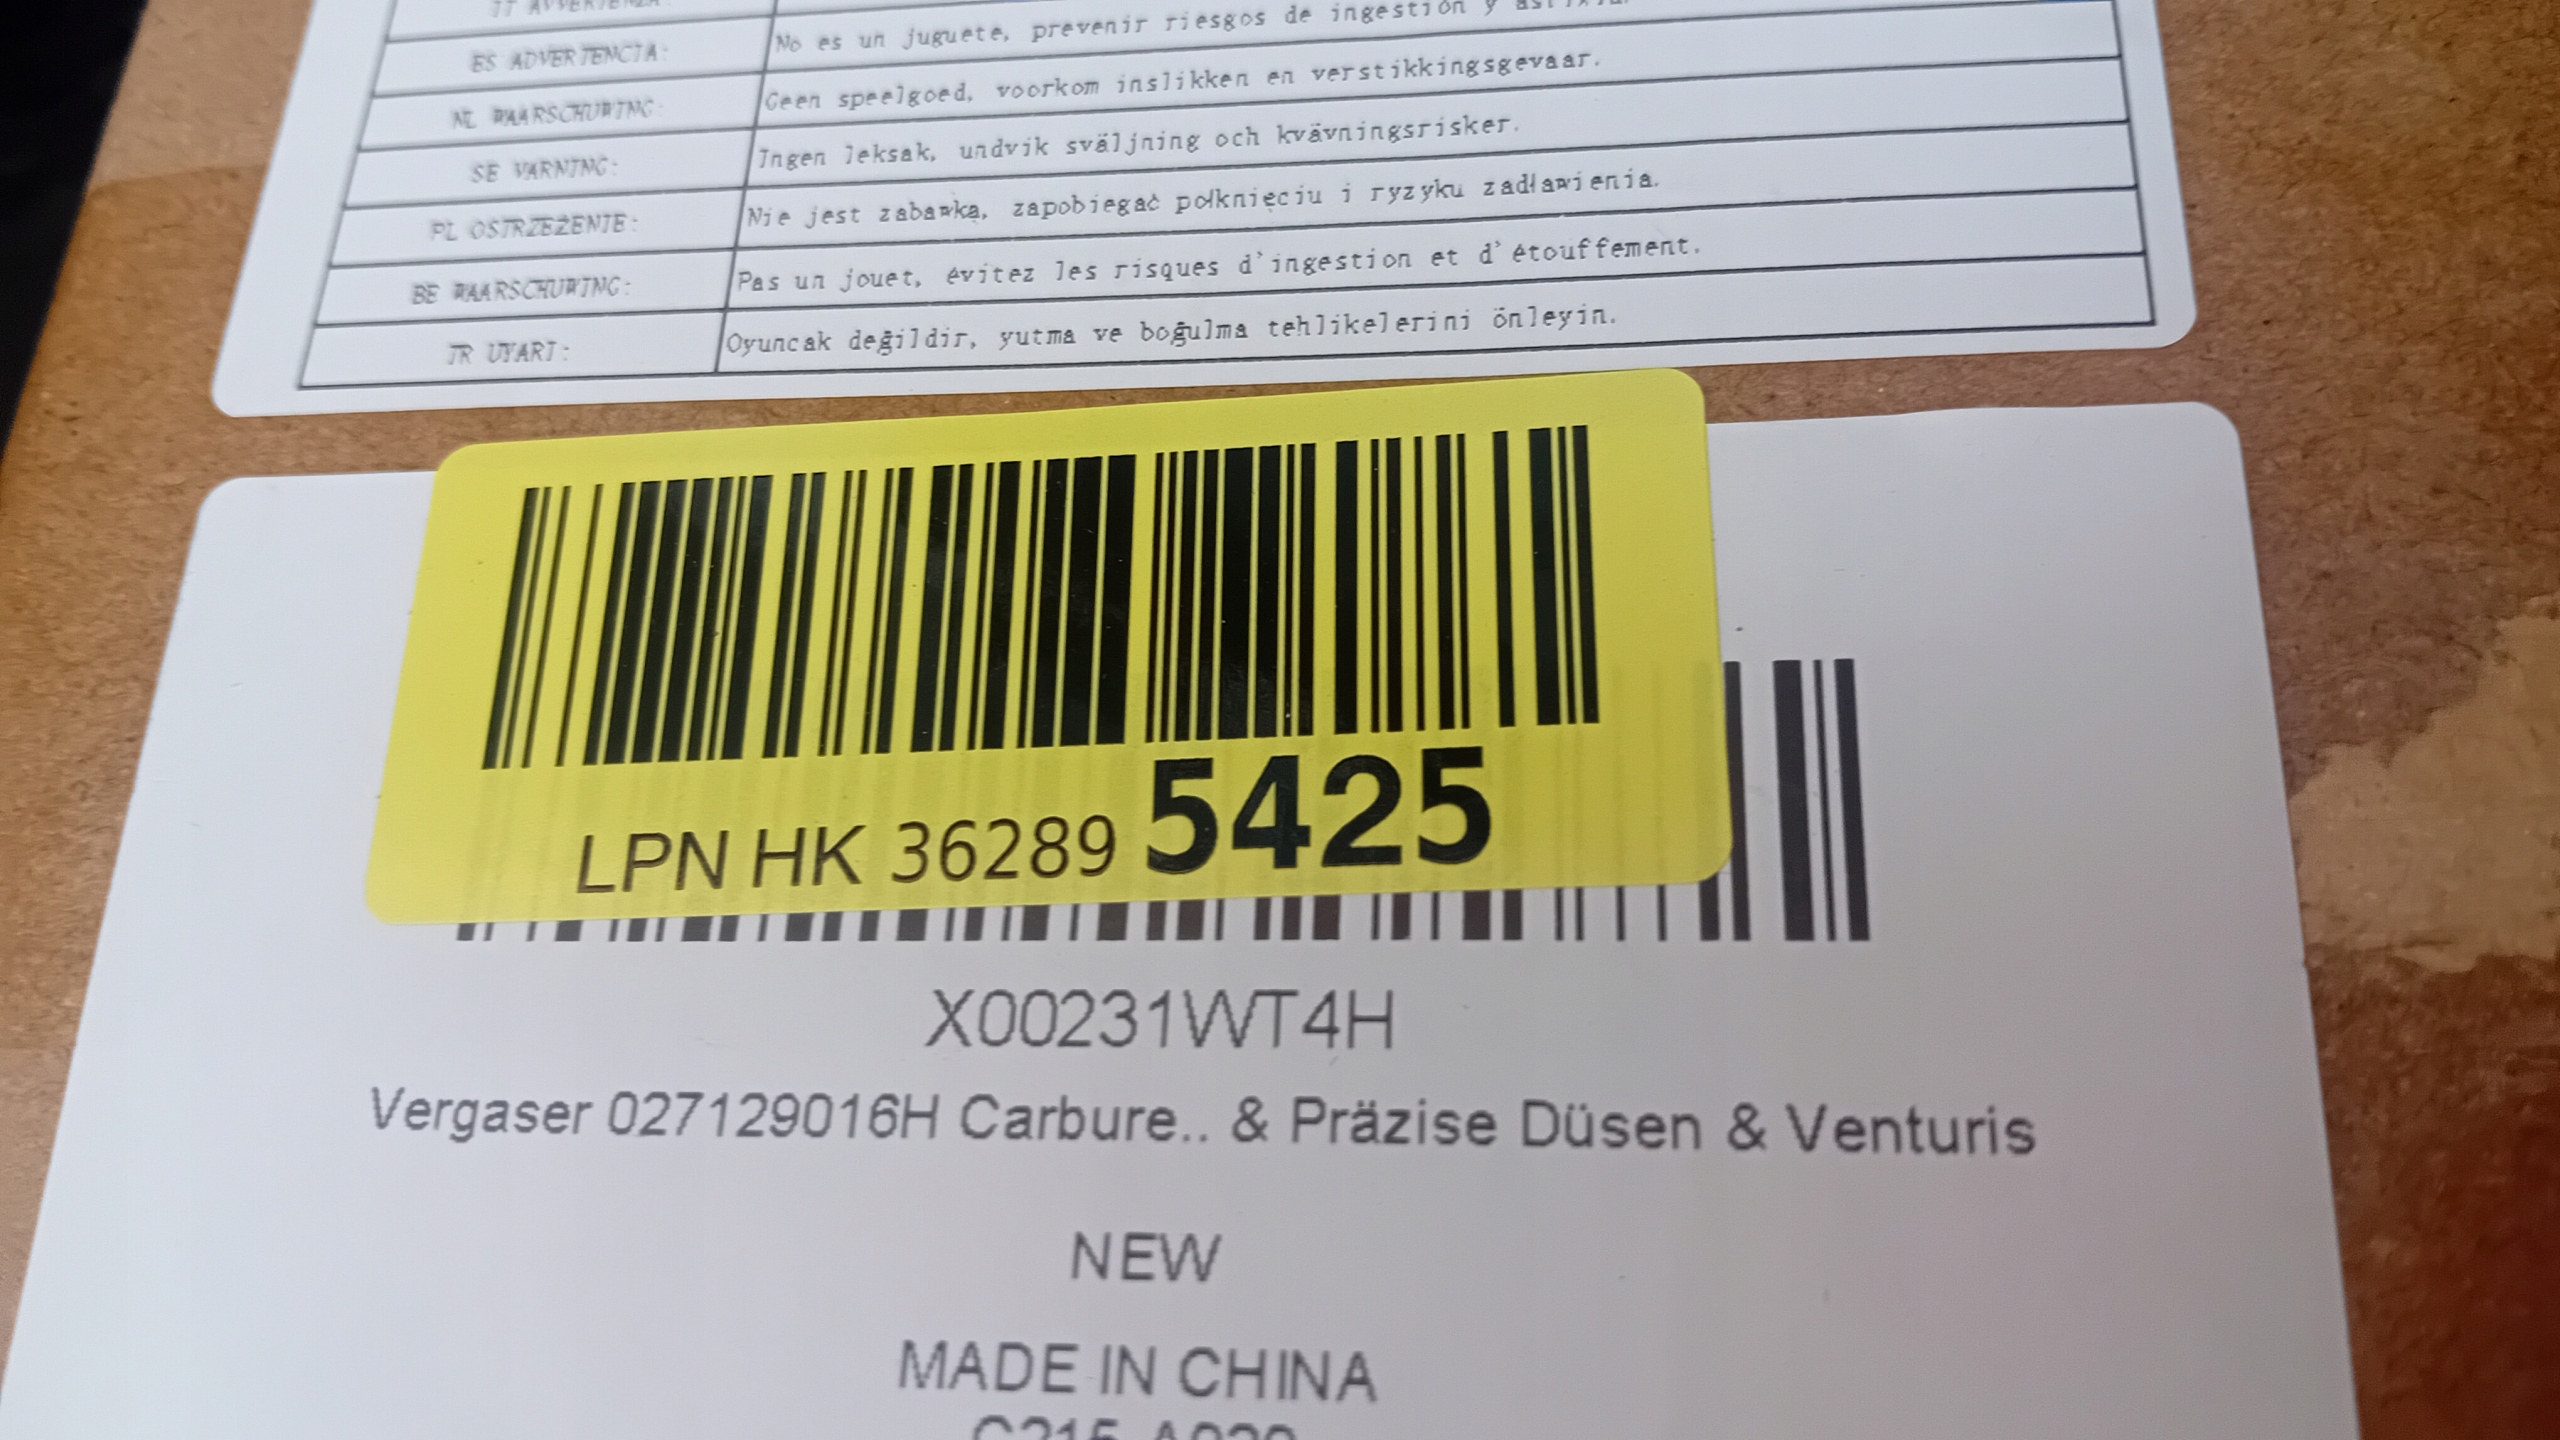 IT AVVERTENZA:
ES ADVERTENCIA: No es un juguete, prevenir riesgos de ingestión y asfixia.
NL WAARSCHUWING: Geen speelgoed, voorkom inslikken en verstikkingsgevaar.
SE VARNING: Ingen leksak, undvik sväljning och kvävningsrisker.
PL OSTRZEŻENIE: Nie jest zabawką, zapobiegać połknięciu i ryzyku zadławienia.
BE WAARSCHUWING: Pas un jouet, évitez les risques d'ingestion et d'étouffement.
TR UYARI: Oyuncak değildir, yutma ve boğulma tehlikelerini önleyin.
LPN HK 36289 5425
X00231WT4H
Vergaser 027129016H Carbure.. & Präzise Düsen & Venturis
NEW
MADE IN CHINA